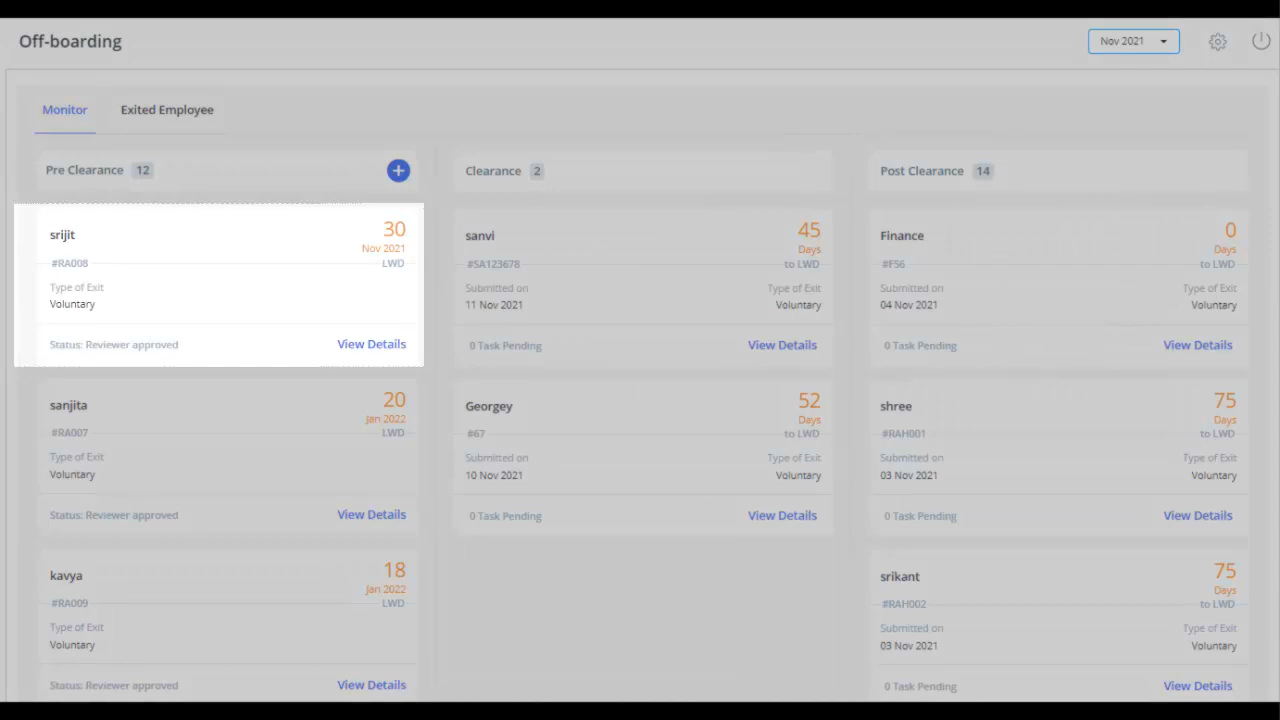 Off-boarding
Nov 2021
Monitor
Exited Employee
Pre Clearance 12
srijit
30
Nov 2021
#RA008
LWD
Type of Exit
Voluntary
Status: Reviewer approved
View Details
sanjita
20
Jan 2022
#RA007
LWD
Type of Exit
Voluntary
Status: Reviewer approved
View Details
kavya
18
Jan 2022
#RA009
LWD
Type of Exit
Voluntary
Status: Reviewer approved
View Details
Clearance 2
sanvi
45
Days
#SA123678
to LWD
Submitted on
Type of Exit
11 Nov 2021
Voluntary
0 Task Pending
View Details
Georgey
52
Days
#67
to LWD
Submitted on
Type of Exit
10 Nov 2021
Voluntary
0 Task Pending
View Details
Post Clearance 14
Finance
0
Days
#F56
to LWD
Submitted on
Type of Exit
04 Nov 2021
Voluntary
0 Task Pending
View Details
shree
75
Days
#RAH001
to LWD
Submitted on
Type of Exit
03 Nov 2021
Voluntary
0 Task Pending
View Details
srikant
75
Days
#RAH002
to LWD
Submitted on
Type of Exit
03 Nov 2021
Voluntary
0 Task Pending
View Details